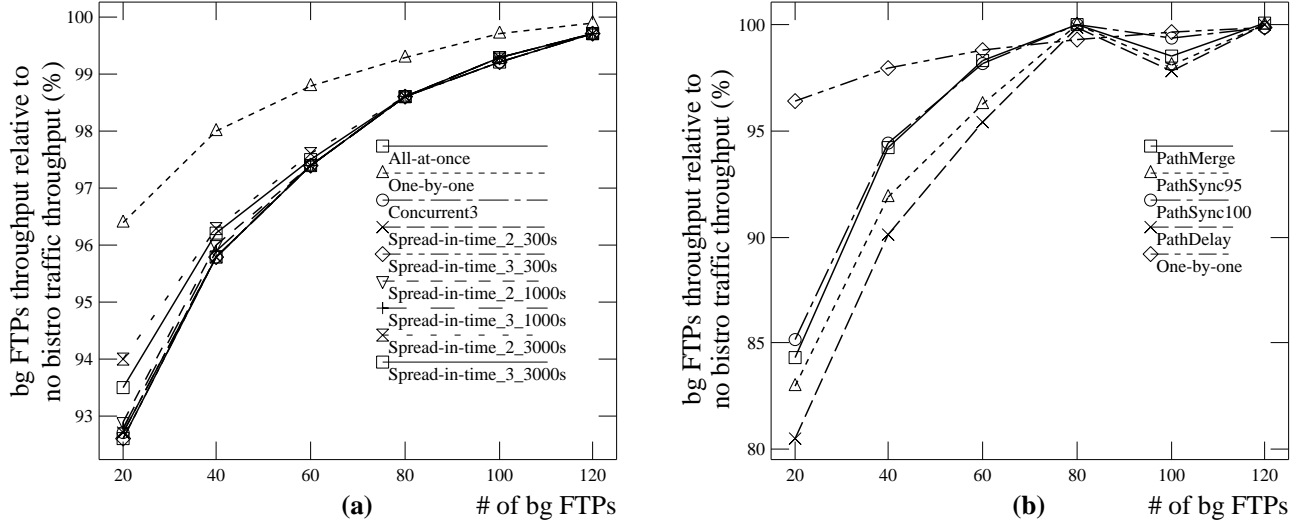 bg FTPs throughput relative to
no bistro traffic throughput (%)
100
99
98
97
96
95
94
93
20
40
60
80
100
120
All-at-once
One-by-one
Concurrent3
Spread-in-time_2_300s
Spread-in-time_3_300s
Spread-in-time_2_1000s
Spread-in-time_3_1000s
Spread-in-time_2_3000s
Spread-in-time_3_3000s
(a)
# of bg FTPs
bg FTPs throughput relative to
no bistro traffic throughput (%)
100
95
90
85
80
20
40
60
80
100
120
PathMerge
PathSync95
PathSync100
PathDelay
One-by-one
(b)
# of bg FTPs